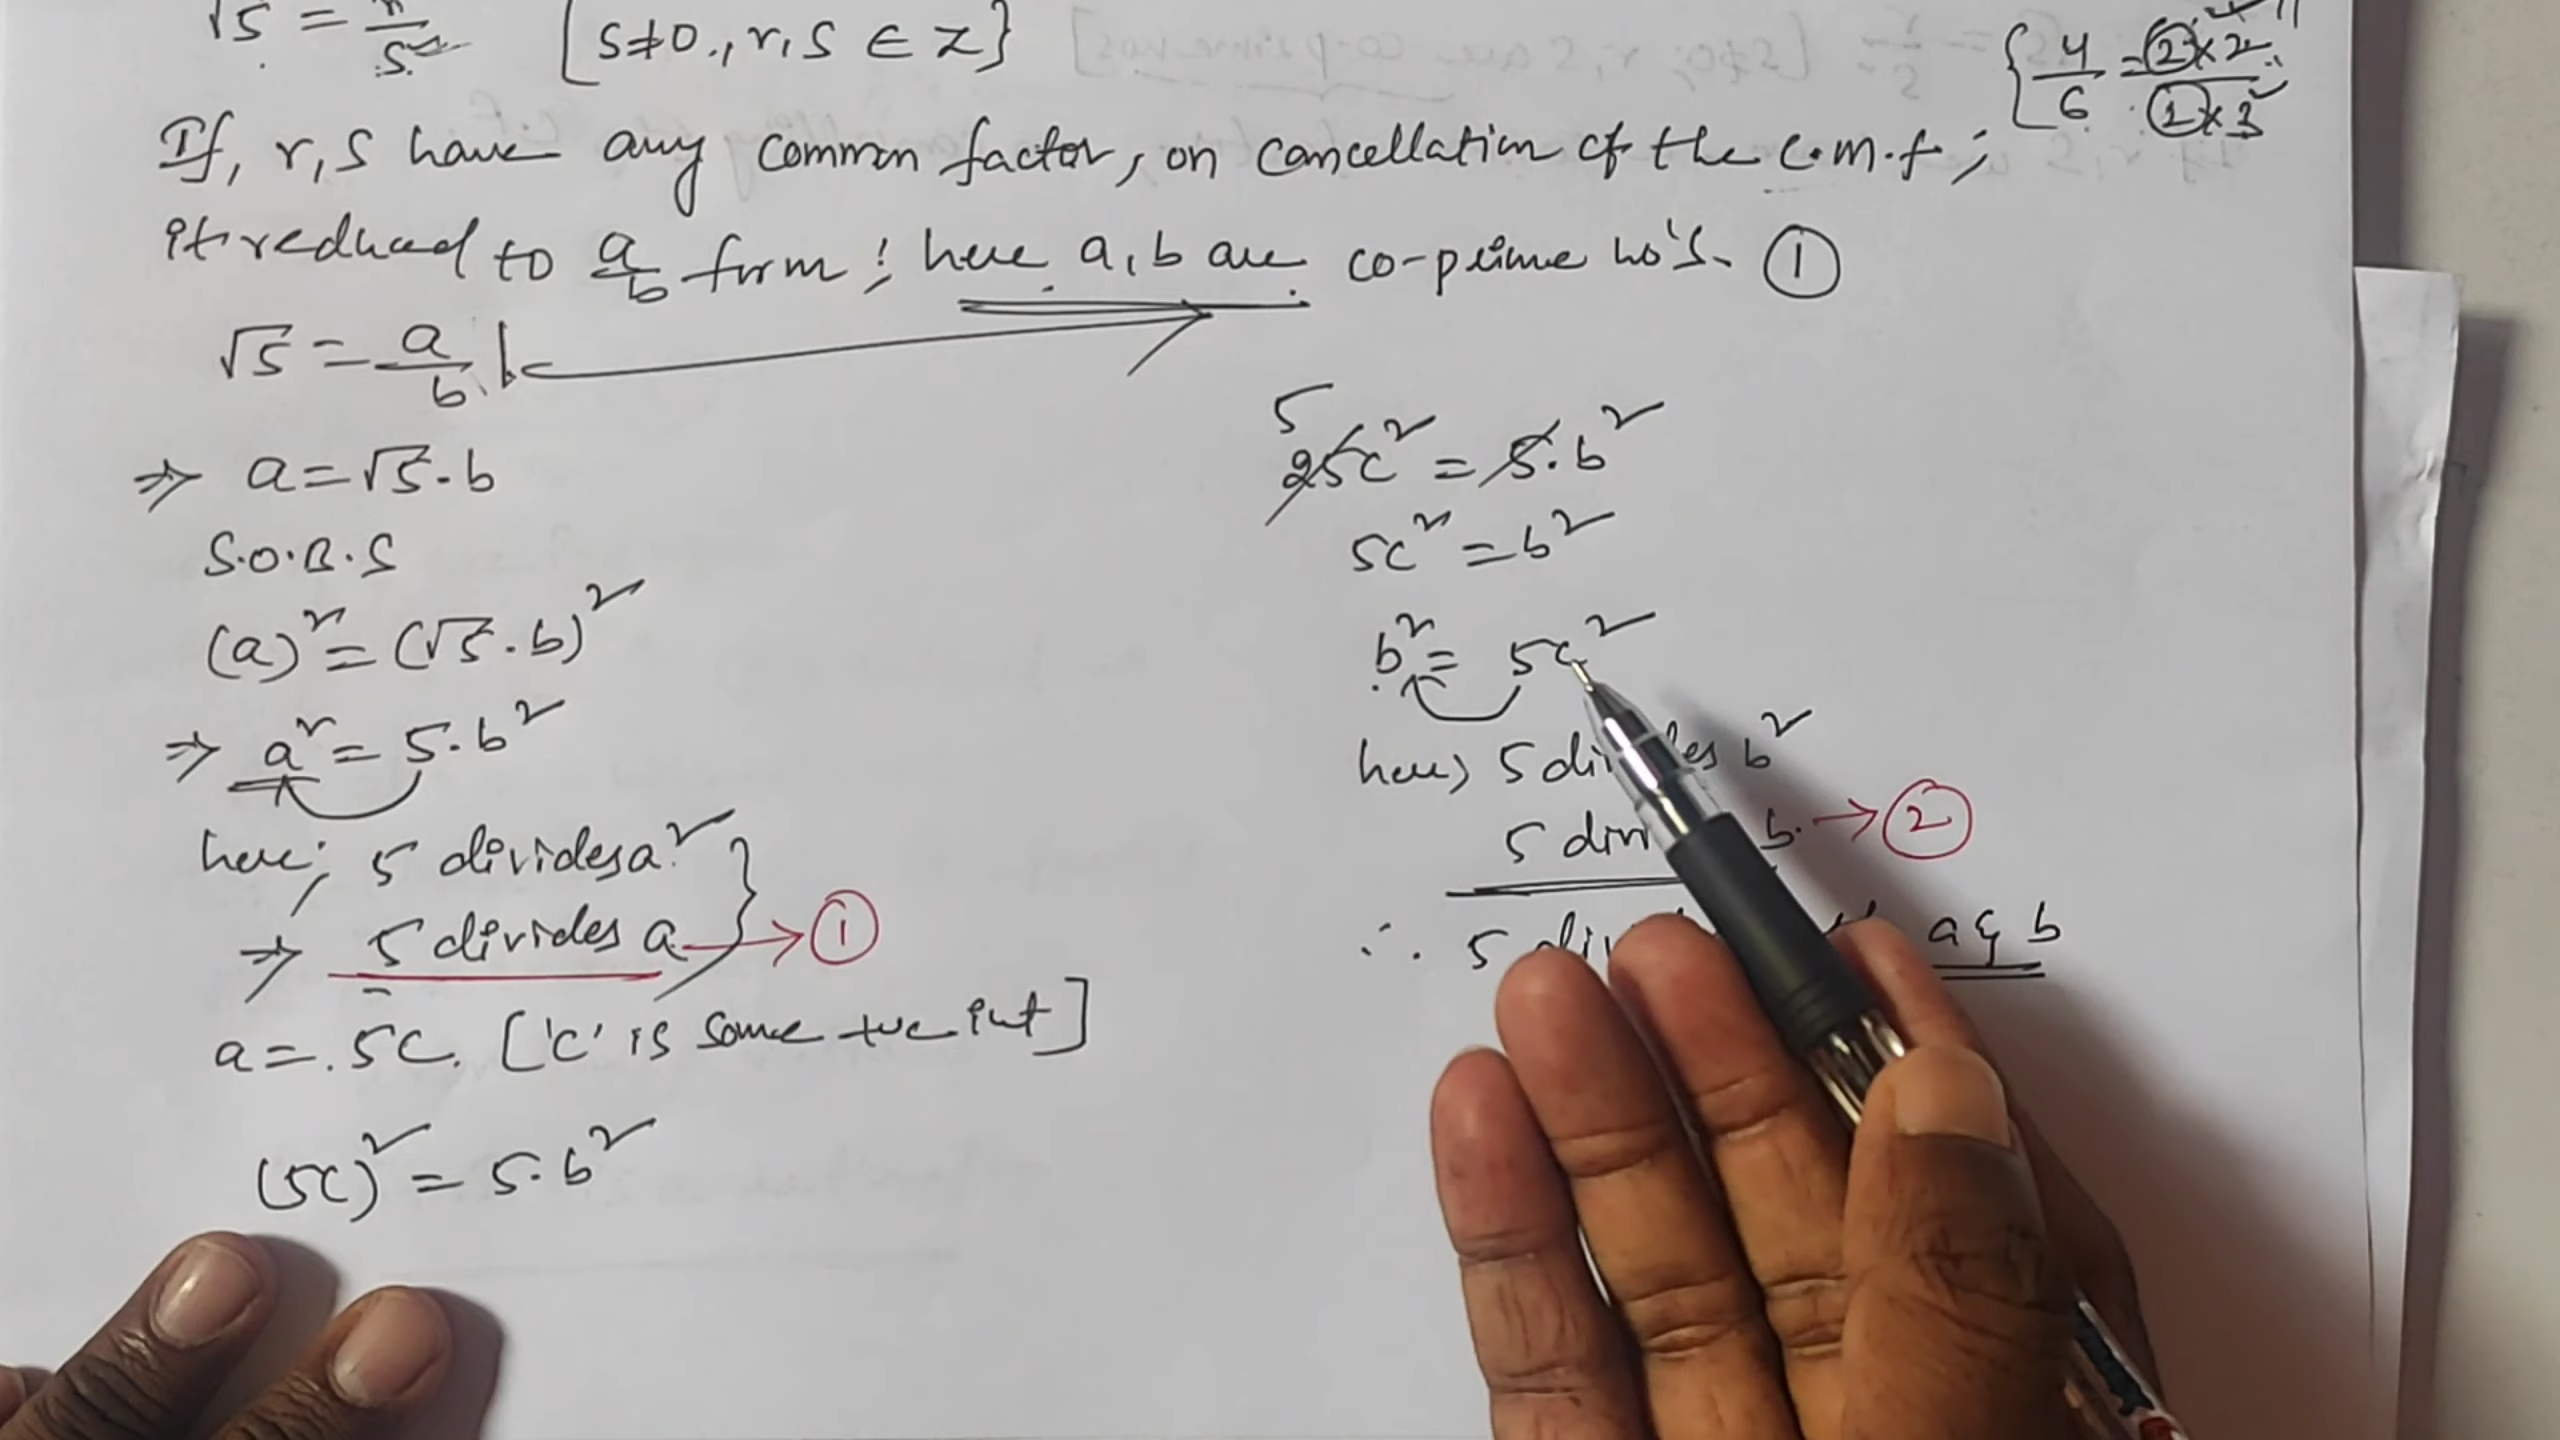 √5 = r/s [s≠0., r, s ∈ z}
{4/6 = 2×2/2×3
If, r, s have any common factor, on cancellation of the c.m.f;
it reduced to a/b form; here a, b are co-prime no's. ①
√5 = a/b
⇒ a = √5 . b
S.O.B.S
(a)² = (√5 . b)²
⇒ a² = 5 . b²
here; 5 divides a²
⇒ 5 divides a → ①
a = . 5c. ['c' is some +ve int]
(5c)² = 5 . b²
5
25c² = 5 . b²
5c² = b²
b² = 5c²
here, 5 b²
5 b. → ②
∴ 5 a & b